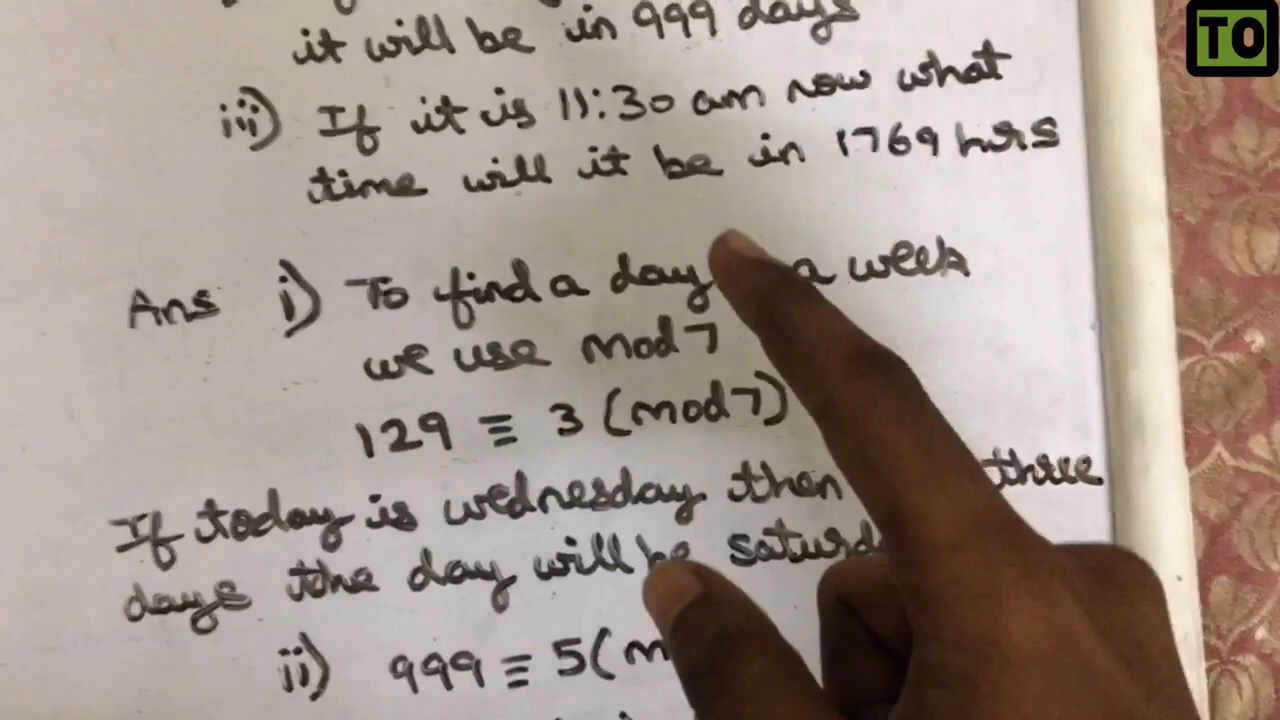 it will be in 999 days
TO
iii) If it is 11:30 am now what
time will it be in 1769 hrs
Ans i) To find a day a week
we use mod 7
129 ≡ 3 (mod 7)
If today is wednesday then three
days the day will be saturd
ii) 999 ≡ 5 (m